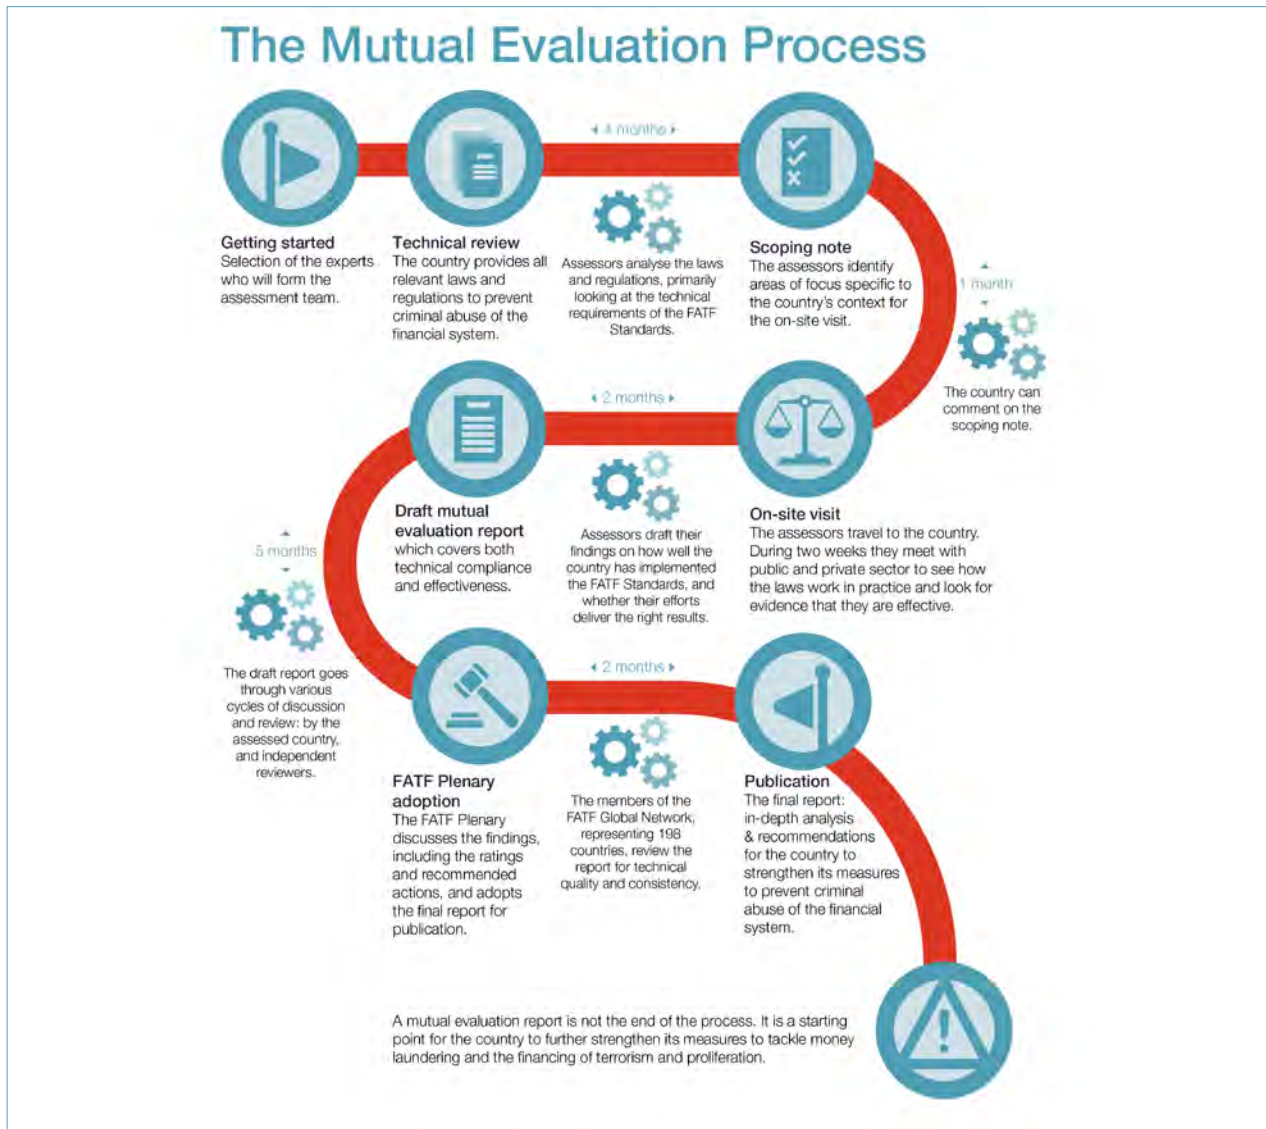 The Mutual Evaluation Process
Getting started
Selection of the experts
who will form the
assessment team.
Technical review
The country provides all
relevant laws and
regulations to prevent
criminal abuse of the
financial system.
4 months
Assessors analyse the laws
and regulations, primarily
looking at the technical
requirements of the FATF
Standards.
Scoping note
The assessors identify
areas of focus specific to
the country's context for
the on-site visit.
1 month
The country can
comment on the
scoping note.
On-site visit
The assessors travel to the country.
During two weeks they meet with
public and private sector to see how
the laws work in practice and look for
evidence that they are effective.
2 months
Assessors draft their
findings on how well the
country has implemented
the FATF Standards, and
whether their efforts
deliver the right results.
Draft mutual
evaluation report
which covers both
technical compliance
and effectiveness.
5 months
The draft report goes
through various
cycles of discussion
and review: by the
assessed country,
and independent
reviewers.
FATF Plenary
adoption
The FATF Plenary
discusses the findings,
including the ratings
and recommended
actions, and adopts
the final report for
publication.
2 months
The members of the
FATF Global Network,
representing 198
countries, review the
report for technical
quality and consistency.
Publication
The final report:
in-depth analysis
& recommendations
for the country to
strengthen its measures
to prevent criminal
abuse of the financial
system.
A mutual evaluation report is not the end of the process. It is a starting
point for the country to further strengthen its measures to tackle money
laundering and the financing of terrorism and proliferation.